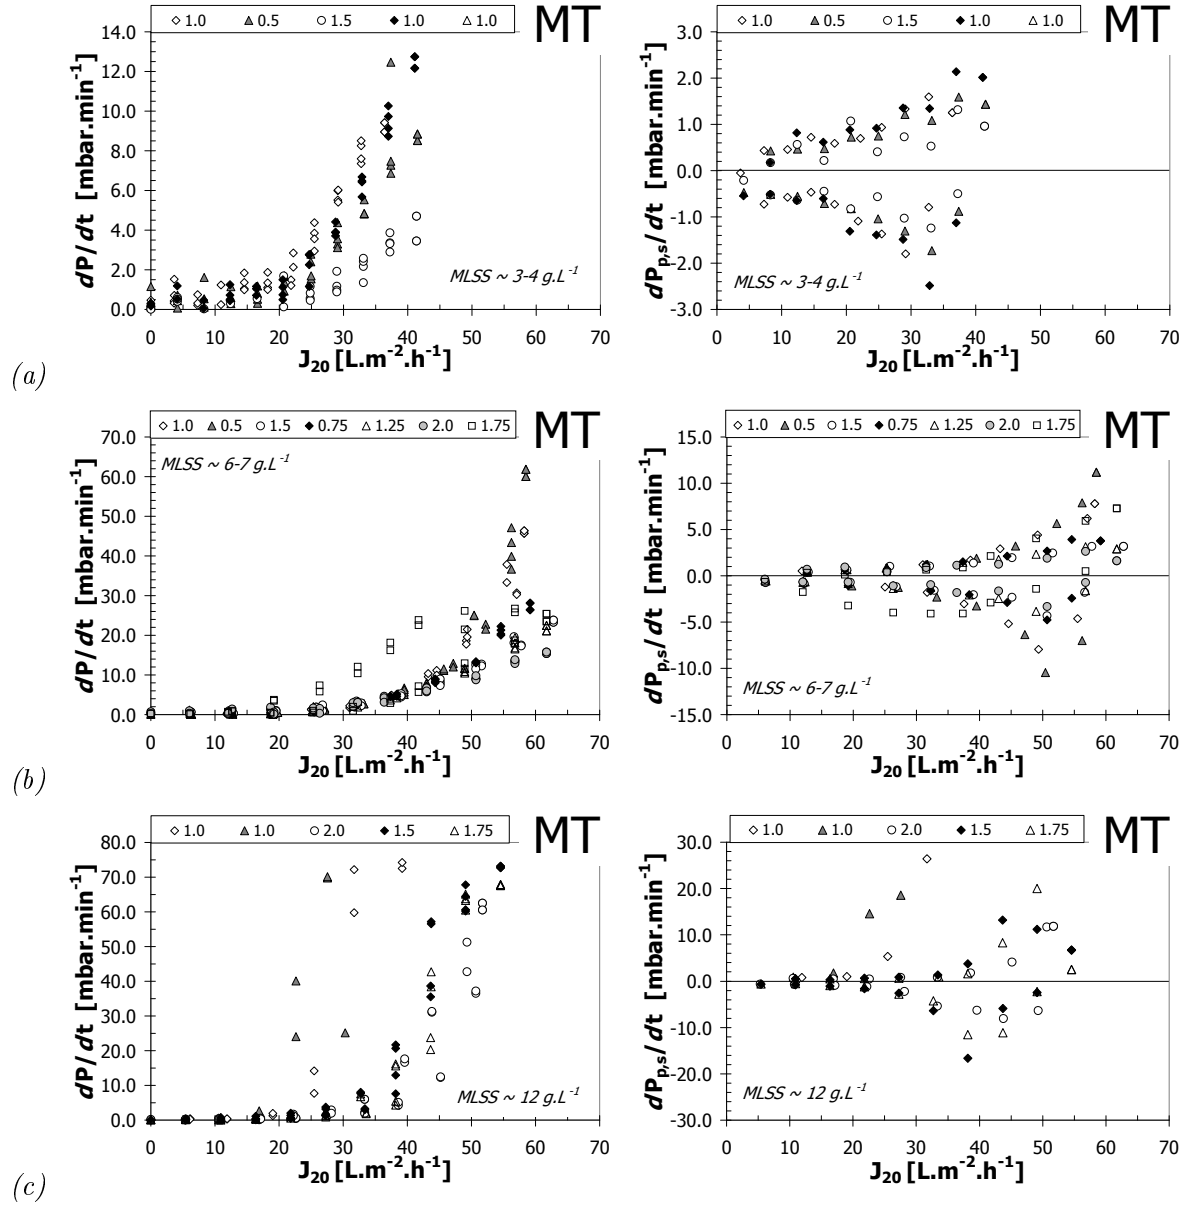 1.0 0.5 1.5 1.0 1.0
MT
14.0
12.0
10.0
8.0
6.0
4.0
2.0
0.0
dP/dt [mbar.min-1]
MLSS ~ 3-4 g.L-1
0 10 20 30 40 50 60 70
J20 [L.m-2.h-1]
1.0 0.5 1.5 1.0 1.0
MT
3.0
2.0
1.0
0.0
-1.0
-2.0
-3.0
dPp,s/dt [mbar.min-1]
MLSS ~ 3-4 g.L-1
0 10 20 30 40 50 60 70
J20 [L.m-2.h-1]
(a)
1.0 0.5 1.5 0.75 1.25 2.0 1.75
MT
70.0
60.0
50.0
40.0
30.0
20.0
10.0
0.0
dP/dt [mbar.min-1]
MLSS ~ 6-7 g.L-1
0 10 20 30 40 50 60 70
J20 [L.m-2.h-1]
1.0 0.5 1.5 0.75 1.25 2.0 1.75
MT
15.0
10.0
5.0
0.0
-5.0
-10.0
-15.0
dPp,s/dt [mbar.min-1]
MLSS ~ 6-7 g.L-1
0 10 20 30 40 50 60 70
J20 [L.m-2.h-1]
(b)
1.0 1.0 2.0 1.5 1.75
MT
80.0
70.0
60.0
50.0
40.0
30.0
20.0
10.0
0.0
dP/dt [mbar.min-1]
MLSS ~ 12 g.L-1
0 10 20 30 40 50 60 70
J20 [L.m-2.h-1]
1.0 1.0 2.0 1.5 1.75
MT
30.0
20.0
10.0
0.0
-10.0
-20.0
-30.0
dPp,s/dt [mbar.min-1]
MLSS ~ 12 g.L-1
0 10 20 30 40 50 60 70
J20 [L.m-2.h-1]
(c)